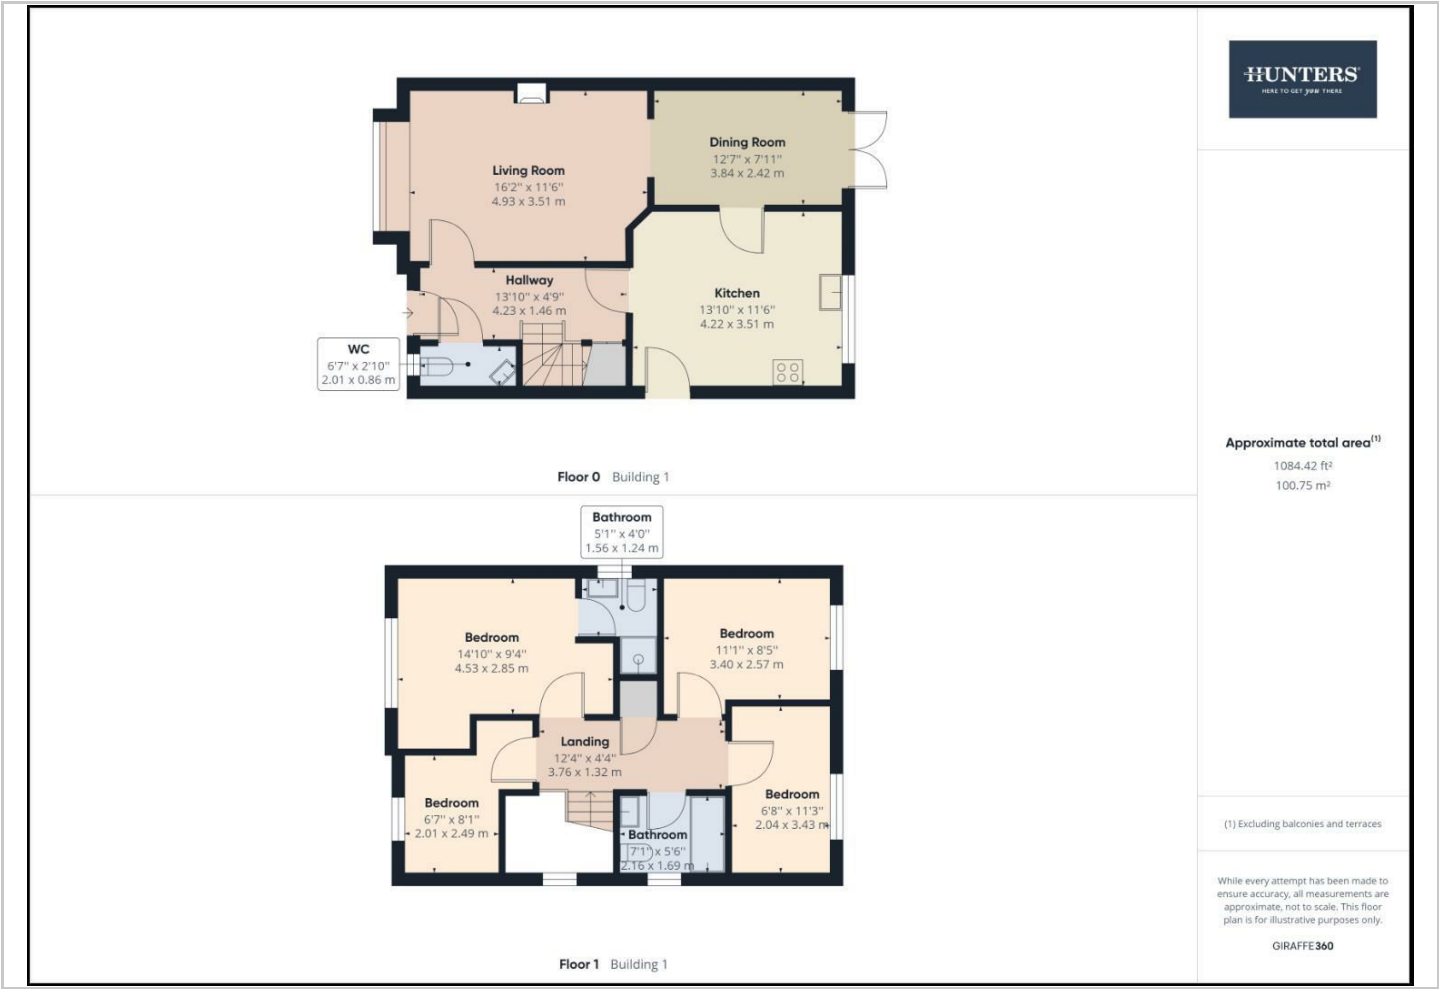 HUNTERS
HERE TO GET you THERE
Living Room
16'2" x 11'6"
4.93 x 3.51 m
Dining Room
12'7" x 7'11"
3.84 x 2.42 m
Hallway
13'10" x 4'9"
4.23 x 1.46 m
Kitchen
13'10" x 11'6"
4.22 x 3.51 m
WC
6'7" x 2'10"
2.01 x 0.86 m
Floor 0 Building 1
Approximate total area(1)
1084.42 ft²
100.75 m²
Bathroom
5'1" x 4'0"
1.56 x 1.24 m
Bedroom
14'10" x 9'4"
4.53 x 2.85 m
Bedroom
11'1" x 8'5"
3.40 x 2.57 m
Landing
12'4" x 4'4"
3.76 x 1.32 m
Bedroom
6'7" x 8'1"
2.01 x 2.49 m
Bathroom
7'1" x 5'6"
2.16 x 1.69 m
Bedroom
6'8" x 11'3"
2.04 x 3.43 m
Floor 1 Building 1
(1) Excluding balconies and terraces
While every attempt has been made to
ensure accuracy, all measurements are
approximate, not to scale. This floor
plan is for illustrative purposes only.
GIRAFFE360